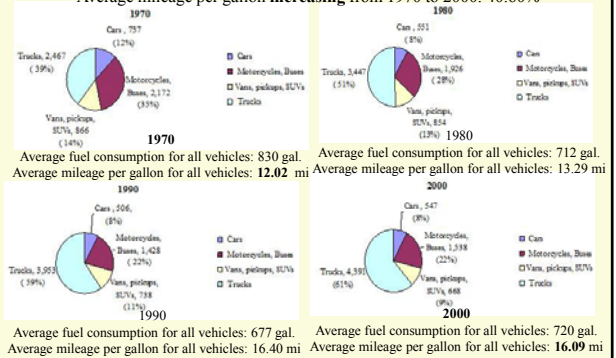 Average mileage per gallon increasing from 1970 to 2000: 40.60%
1970
Cars , 757
(12%)
Trucks, 2,467
( 39%)
Motorcycles,
Buses, 2,172
(35%)
Vans, pickups,
SUVs, 866
( 14%)
Cars
Motorcycles, Buses
Vans, pickups, SUVs
Trucks
1970
Average fuel consumption for all vehicles: 830 gal.
Average mileage per gallon for all vehicles: 12.02 mi
1980
Cars , 551
( 8%)
Trucks, 3,447
(51%)
Motorcycles,
Buses, 1,926
( 28%)
Vans, pickups,
SUVs, 854
(13%)
Cars
Motorcycles, Buses
Vans, pickups, SUVs
Trucks
1980
Average fuel consumption for all vehicles: 712 gal.
Average mileage per gallon for all vehicles: 13.29 mi
1990
Cars , 506,
(8%)
Motorcycles,
Buses, 1,428
( 22%)
Trucks, 3,953
( 59%)
Vans, pickups,
SUVs, 738
(11%)
Cars
Motorcycles, Buses
Vans, pickups, SUVs
Trucks
1990
Average fuel consumption for all vehicles: 677 gal.
Average mileage per gallon for all vehicles: 16.40 mi
2000
Cars , 547
(8%)
Motorcycles,
Buses, 1,538
(22%)
Trucks, 4,391
(61%)
Vans, pickups,
SUVs, 668
(9%)
Cars
Motorcycles, Buses
Vans, pickups, SUVs
Trucks
2000
Average fuel consumption for all vehicles: 720 gal.
Average mileage per gallon for all vehicles: 16.09 mi